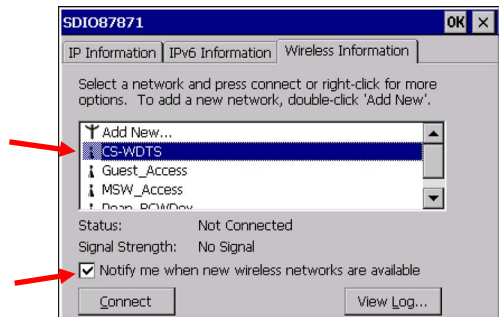 SDIO87871 OK ×
IP Information IPv6 Information Wireless Information
Select a network and press connect or right-click for more
options. To add a new network, double-click 'Add New'.
Add New...
CS-WDTS
Guest_Access
MSW_Access
Status: Not Connected
Signal Strength: No Signal
Notify me when new wireless networks are available
Connect View Log...